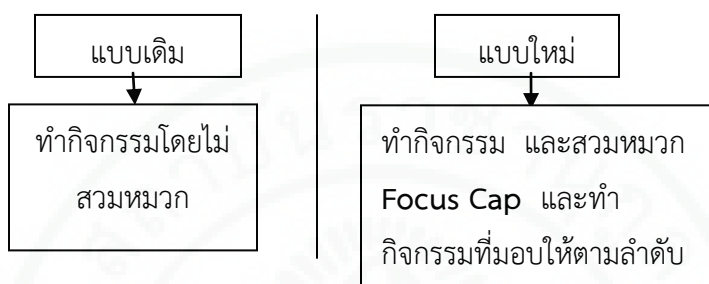 แบบเดิม
ทำกิจกรรมโดยไม่
สวมหมวก
แบบใหม่
ทำกิจกรรม และสวมหมวก
Focus Cap และทำ
กิจกรรมที่มอบให้ตามลำดับ